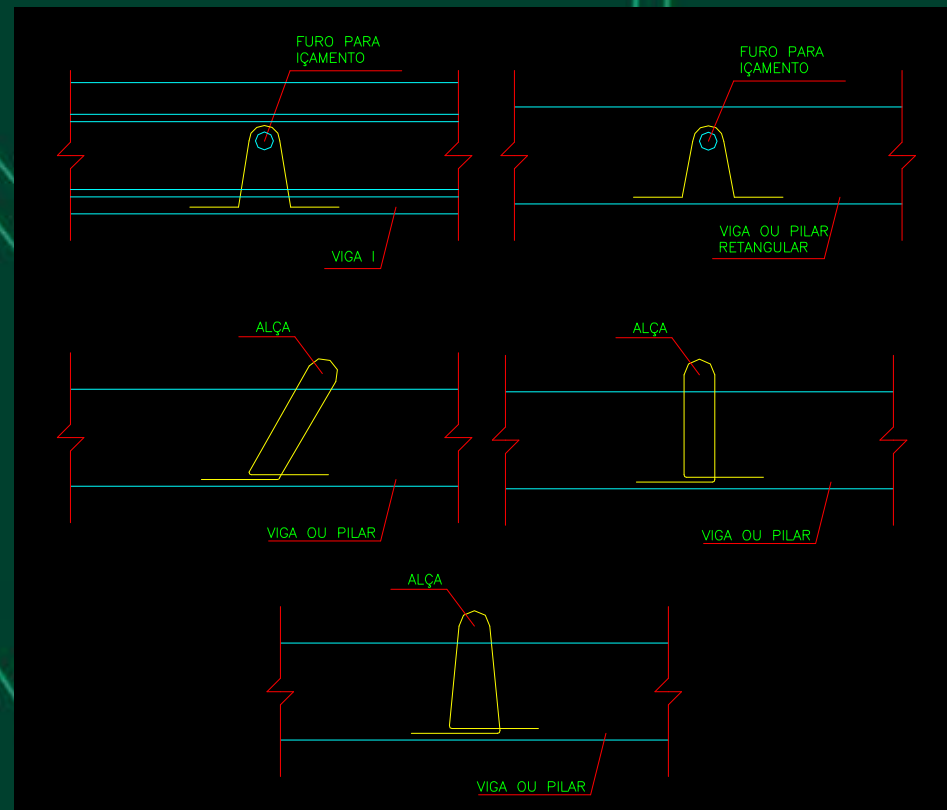 FURO PARA
IÇAMENTO
FURO PARA
IÇAMENTO
VIGA I
VIGA OU PILAR
RETANGULAR
ALÇA
ALÇA
VIGA OU PILAR
VIGA OU PILAR
ALÇA
VIGA OU PILAR